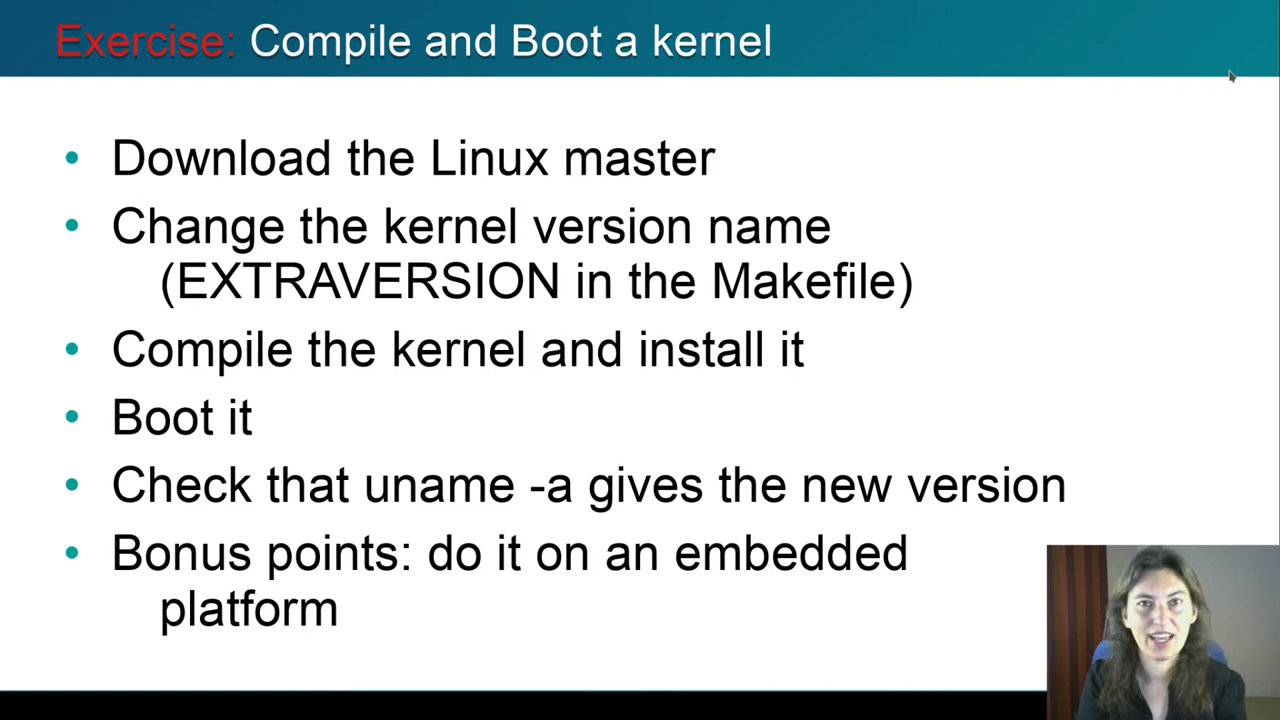 Exercise: Compile and Boot a kernel
• Download the Linux master
• Change the kernel version name
(EXTRAVERSION in the Makefile)
• Compile the kernel and install it
• Boot it
• Check that uname -a gives the new version
• Bonus points: do it on an embedded
platform